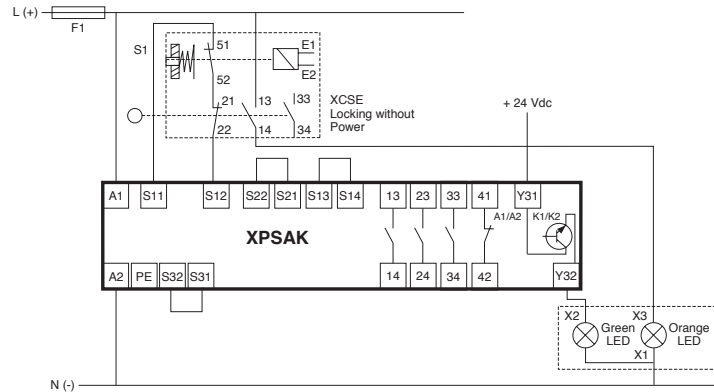 L (+)
F1
S1
51
52
E1
E2
21
22
13
14
33
34
XCSE
Locking without
Power
+ 24 Vdc
A1
S11
S12
S22
S21
S13
S14
13
23
33
41
Y31
A1/A2
K1/K2
XPSAK
A2
PE
S32
S31
14
24
34
42
Y32
X2
Green
LED
X3
Orange
LED
X1
N (-)